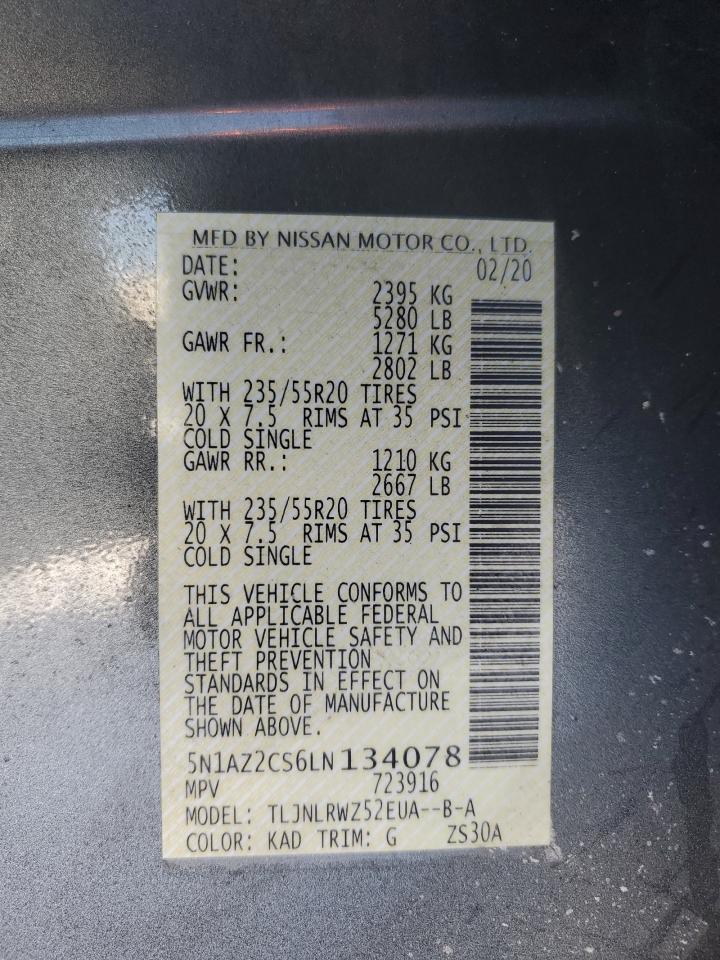 MFD BY NISSAN MOTOR CO., LTD.
DATE: 02/20
GVWR: 2395 KG
5280 LB
GAWR FR.: 1271 KG
2802 LB
WITH 235/55R20 TIRES
20 X 7.5 RIMS AT 35 PSI
COLD SINGLE
GAWR RR.: 1210 KG
2667 LB
WITH 235/55R20 TIRES
20 X 7.5 RIMS AT 35 PSI
COLD SINGLE
THIS VEHICLE CONFORMS TO
ALL APPLICABLE FEDERAL
MOTOR VEHICLE SAFETY AND
THEFT PREVENTION
STANDARDS IN EFFECT ON
THE DATE OF MANUFACTURE
SHOWN ABOVE.
5N1AZ2CS6LN134078
MPV 723916
MODEL: TLJNLRWZ52EUA--B-A
COLOR: KAD TRIM: G ZS30A